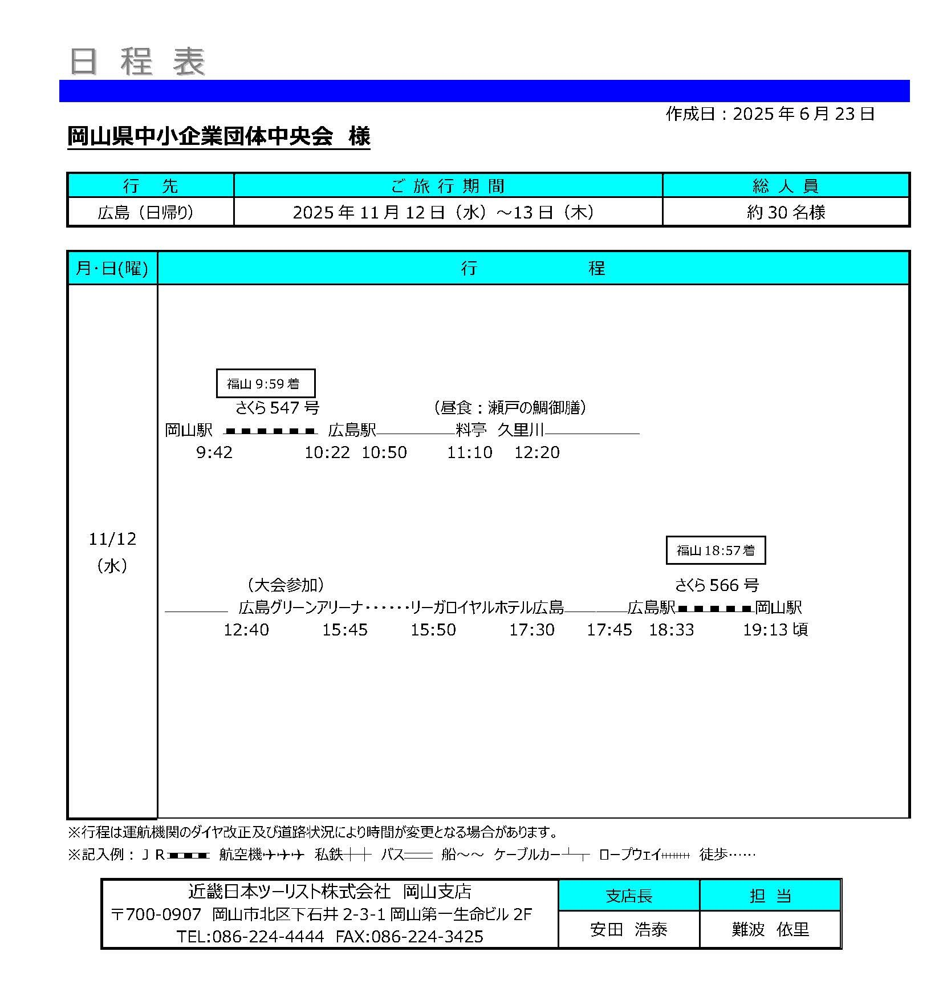 日 程 表
作成日：2025 年 6 月 23 日
岡山県中小企業団体中央会　様
行　先　ご 旅 行 期 間　総 人 員
広島（日帰り）　2025 年 11 月 12 日（水）～13 日（木）　約 30 名様
月･日(曜)　行　程
福山 9:59 着
さくら 547 号　（昼食：瀬戸の鯛御膳）
岡山駅　広島駅　料亭　久里川
9:42　10:22　10:50　11:10　12:20
11/12
（水）
福山 18:57 着
（大会参加）　さくら 566 号
広島グリーンアリーナ・・・・・・リーガロイヤルホテル広島　広島駅　岡山駅
12:40　15:45　15:50　17:30　17:45　18:33　19:13 頃
※行程は運航機関のダイヤ改正及び道路状況により時間が変更となる場合があります。
※記入例：ＪＲ　航空機　私鉄　バス　船～～　ケーブルカー　ロープウェイ　徒歩……
近畿日本ツーリスト株式会社　岡山支店
〒700-0907　岡山市北区下石井 2-3-1 岡山第一生命ビル 2F
TEL:086-224-4444　FAX:086-224-3425
支店長　担　当
安田　浩泰　難波　依里